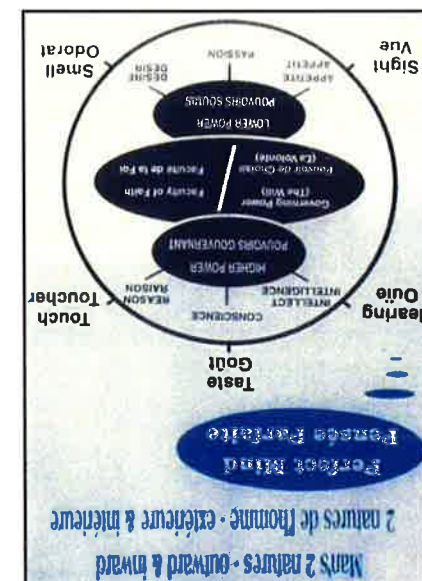 Man's 2 natures - outward & inward
2 natures de l'homme - extérieure & intérieure
Perfect Mind
Pensée Parfaite
Taste
Goût
Hearing
Ouïe
Touch
Toucher
CONSCIENCE
INTELLECT
INTELLIGENCE
REASON
RAISON
HIGHER POWER
POUVOIRS GOUVERNANT
Governing Power
(The Will)
Pouvoir de Choisir
(La Volonté)
Faculty of Faith
Faculté de la Foi
LOWER POWER
POUVOIRS SOUMIS
APPETITE
APPETIT
PASSION
DESIRE
DESIR
Sight
Vue
Smell
Odorat